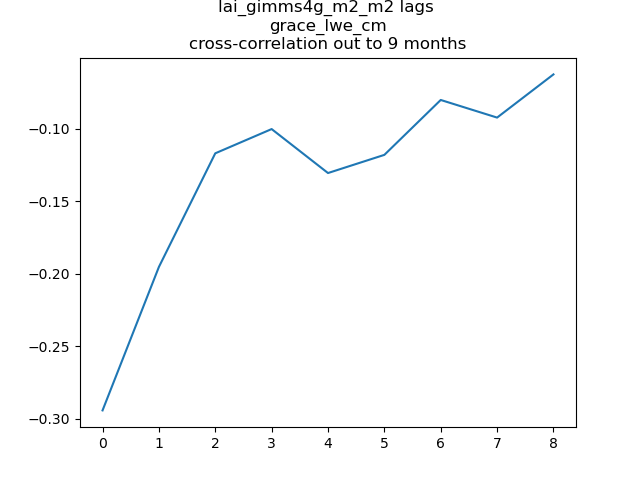 lai_gimms4g_m2_m2 lags
grace_lwe_cm
cross-correlation out to 9 months
−0.10
−0.15
−0.20
−0.25
−0.30
0 1 2 3 4 5 6 7 8